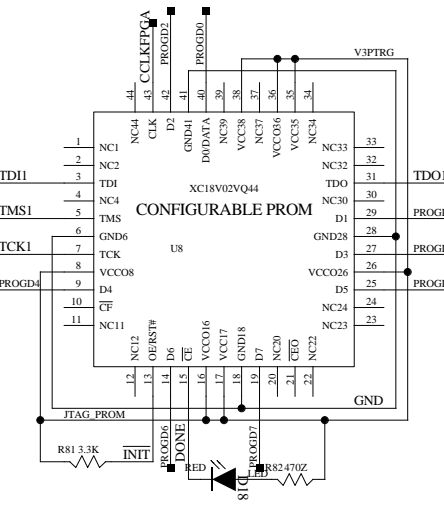 CCLKFPGA
PROGD2
PROGD0
V3PTRG
44
43
42
41
40
39
38
37
36
35
34
NC44
CLK
D2
GND41
D0/DATA
NC39
VCC38
NC37
VCCO36
VCC35
NC34
1 NC1
2 NC2
TDI1 3 TDI
4 NC4
TMS1 5 TMS
6 GND6
TCK1 7 TCK
8 VCCO8
PROGD4 9 D4
10 CF
11 NC11
XC18V02VQ44
CONFIGURABLE PROM
U8
NC33 33
NC32 32
TDO 31 TDO1
NC30 30
D1 29 PROGD
GND28 28
D3 27 PROGD
VCCO26 26
D5 25 PROGD
NC24 24
NC23 23
NC12
OE/RST#
D6
CE
VCCO16
VCC17
GND18
D7
NC20
CEO
NC22
12
13
14
15
16
17
18
19
20
21
22
GND
JTAG_PROM
R81 3.3K
INIT
PROGD6
DONE
RED
D18
LED
PROGD7
R82 470Z